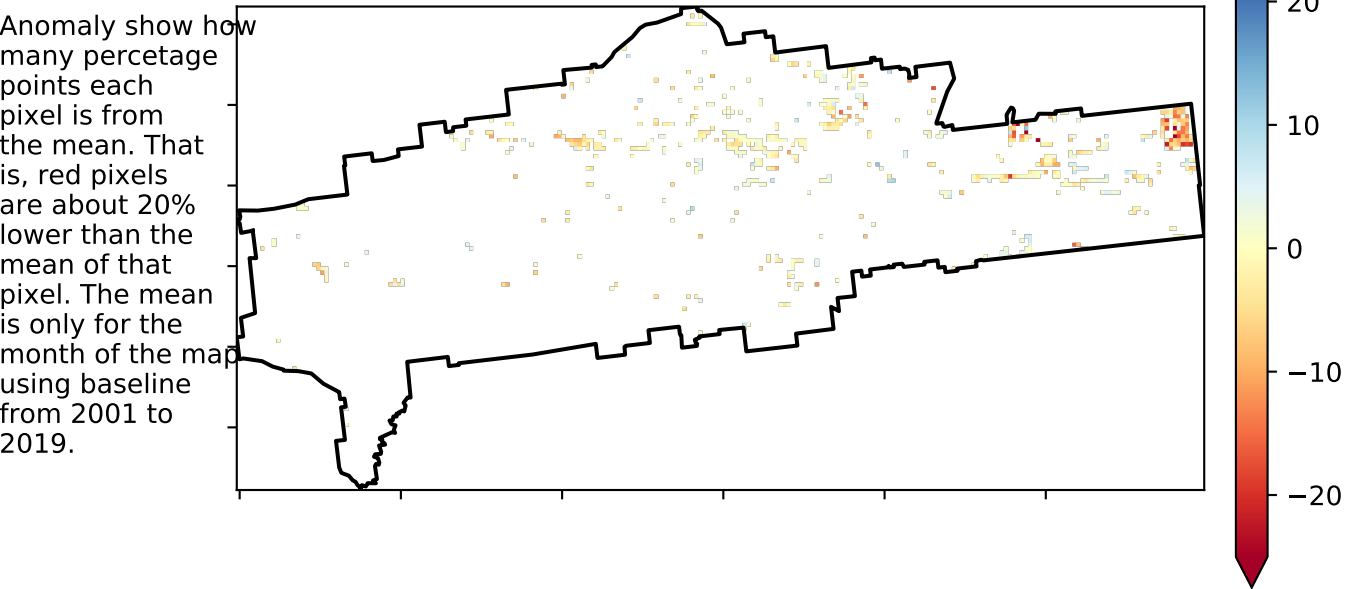 Anomaly show how
many percetage
points each
pixel is from
the mean. That
is, red pixels
are about 20%
lower than the
mean of that
pixel. The mean
is only for the
month of the map
using baseline
from 2001 to
2019.
20
10
0
−10
−20